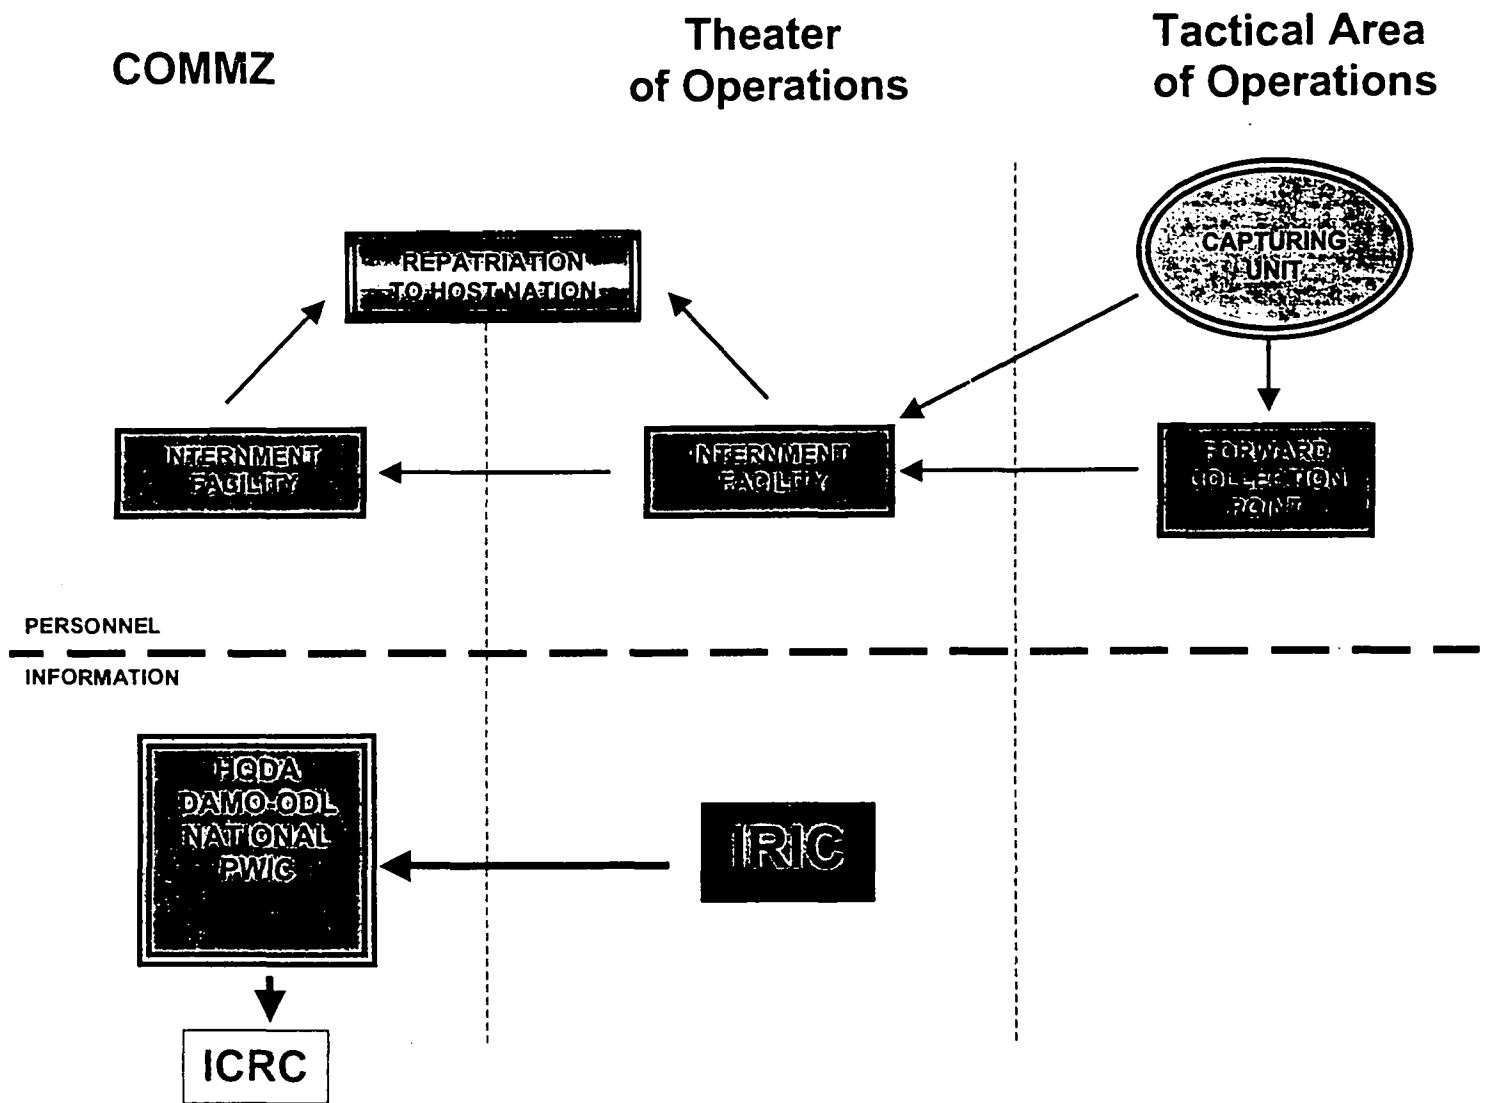 COMMZ
Theater
of Operations
Tactical Area
of Operations
CAPTURING
UNIT
REPATRIATION
TO HOST NATION
INTERNMENT
FACILITY
INTERNMENT
FACILITY
FORWARD
COLLECTION
POINT
PERSONNEL
INFORMATION
HQDA
DAMO-ODL
NATIONAL
PWIC
IRIC
ICRC